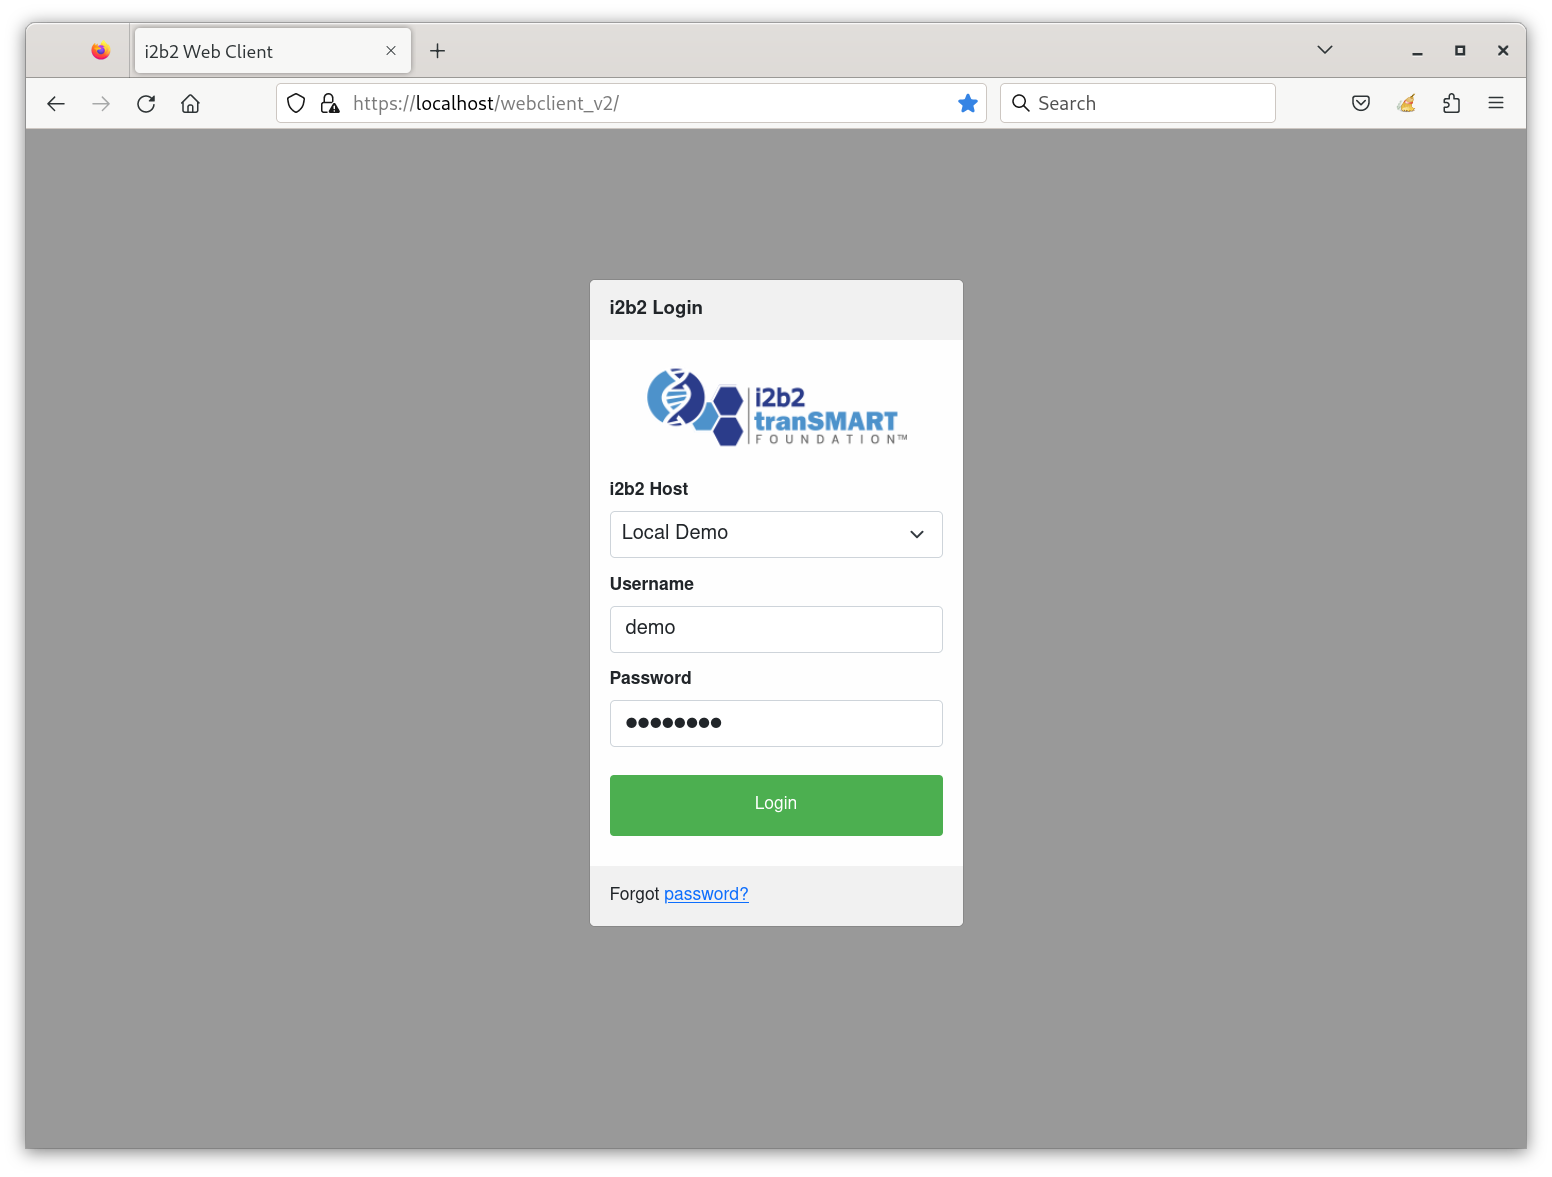 i2b2 Web Client
https://localhost/webclient_v2/
Search
i2b2 Login
i2b2
tranSMART
FOUNDATION™
i2b2 Host
Local Demo
Username
demo
Password
Login
Forgot password?